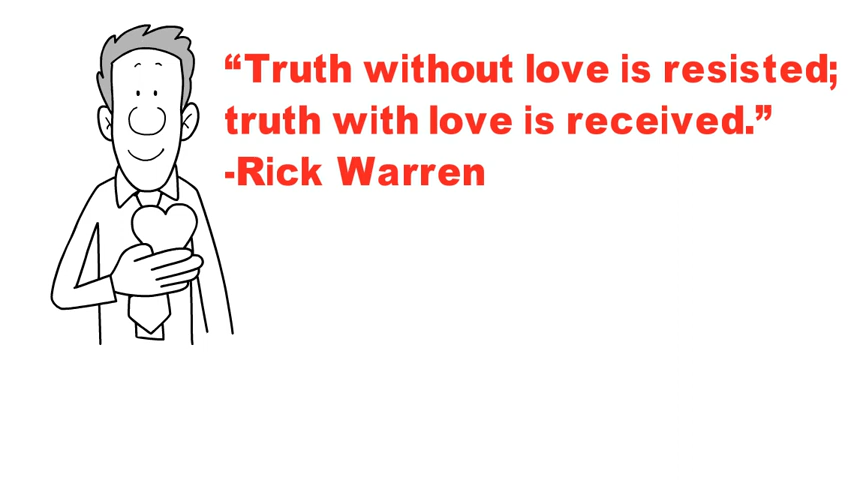 “Truth without love is resisted;
truth with love is received.”
-Rick Warren